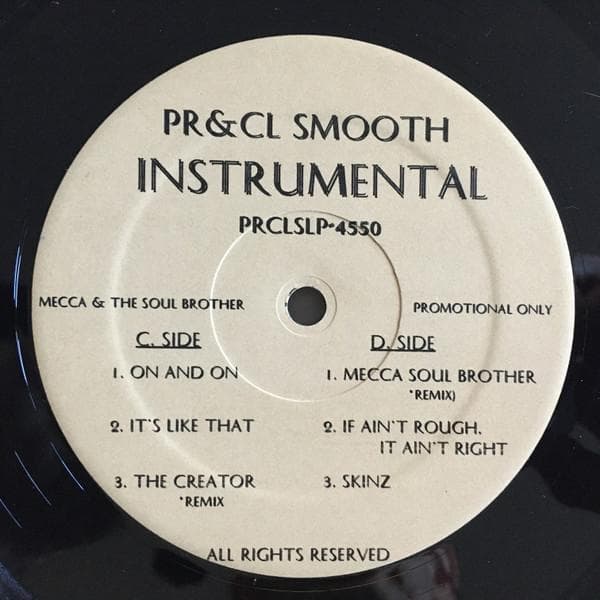 PR&CL SMOOTH
INSTRUMENTAL
PRCLSLP-4550
MECCA & THE SOUL BROTHER
PROMOTIONAL ONLY
C. SIDE
1. ON AND ON
2. IT'S LIKE THAT
3. THE CREATOR
*REMIX
D. SIDE
1. MECCA SOUL BROTHER
*REMIX)
2. IF AIN'T ROUGH,
IT AIN'T RIGHT
3. SKINZ
ALL RIGHTS RESERVED